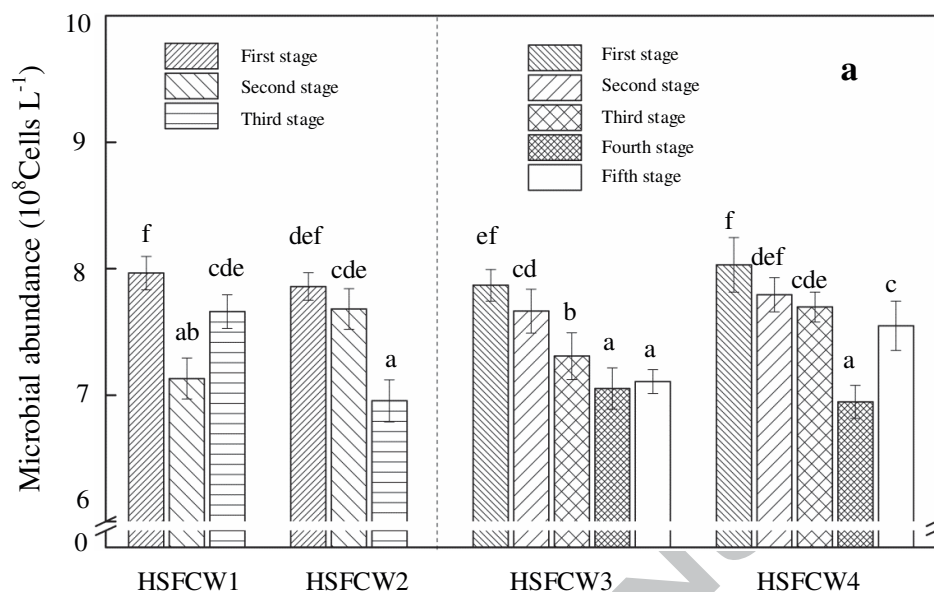 10
9
8
7
6
0
Microbial abundance (10⁸Cells L⁻¹)
First stage
Second stage
Third stage
First stage
Second stage
Third stage
Fourth stage
Fifth stage
a
f
ab
cde
def
cde
a
ef
cd
b
a
a
f
def
cde
a
c
HSFCW1 HSFCW2 HSFCW3 HSFCW4